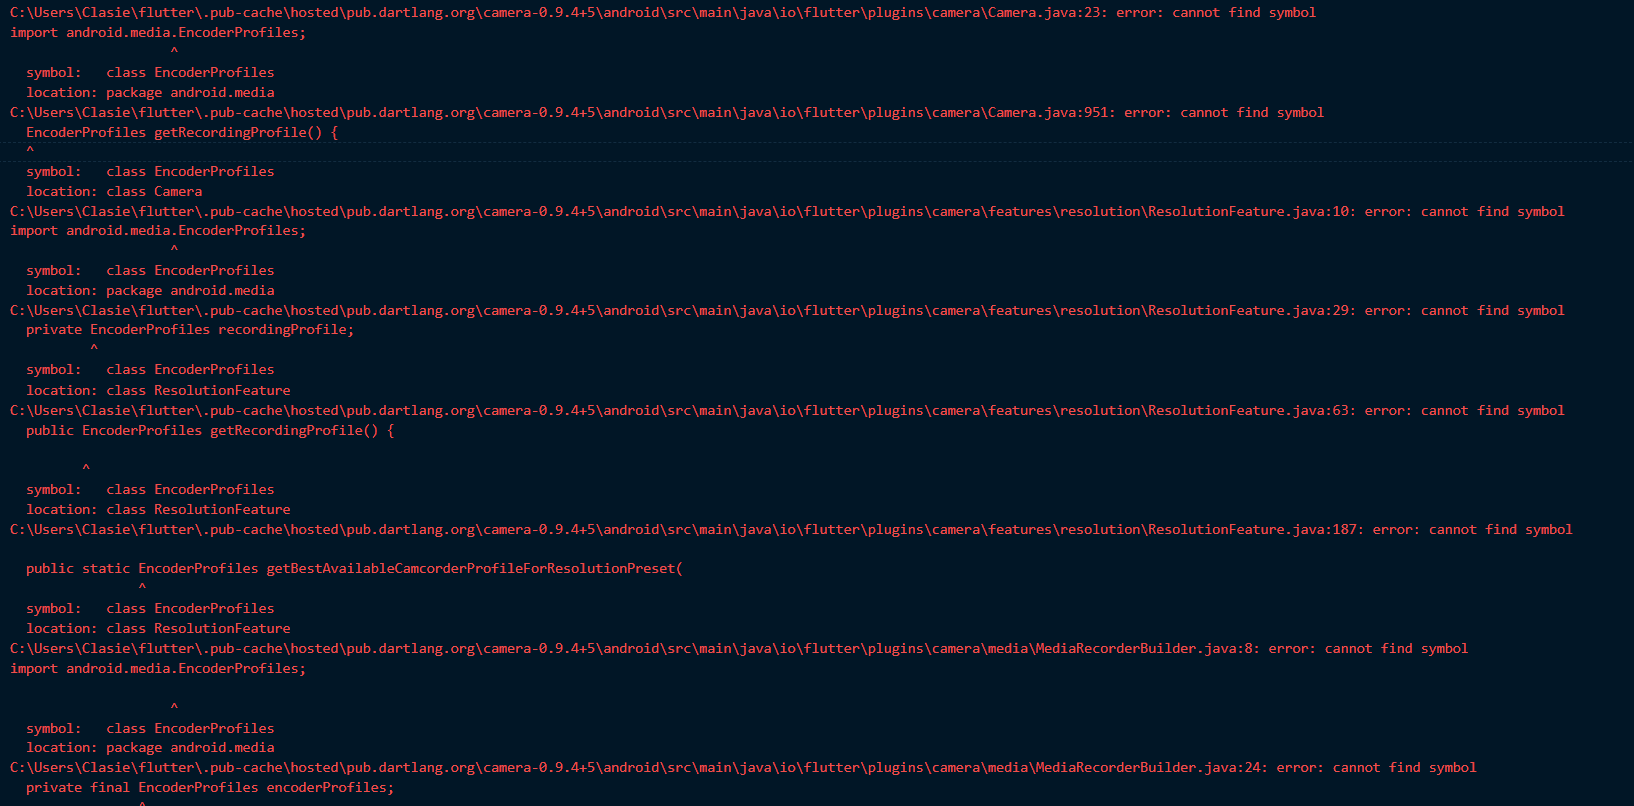 C:\Users\Clasie\flutter\.pub-cache\hosted\pub.dartlang.org\camera-0.9.4+5\android\src\main\java\io\flutter\plugins\camera\Camera.java:23: error: cannot find symbol
import android.media.EncoderProfiles;
^
symbol:   class EncoderProfiles
location: package android.media
C:\Users\Clasie\flutter\.pub-cache\hosted\pub.dartlang.org\camera-0.9.4+5\android\src\main\java\io\flutter\plugins\camera\Camera.java:951: error: cannot find symbol
EncoderProfiles getRecordingProfile() {
^
symbol:   class EncoderProfiles
location: class Camera
C:\Users\Clasie\flutter\.pub-cache\hosted\pub.dartlang.org\camera-0.9.4+5\android\src\main\java\io\flutter\plugins\camera\features\resolution\ResolutionFeature.java:10: error: cannot find symbol
import android.media.EncoderProfiles;
^
symbol:   class EncoderProfiles
location: package android.media
C:\Users\Clasie\flutter\.pub-cache\hosted\pub.dartlang.org\camera-0.9.4+5\android\src\main\java\io\flutter\plugins\camera\features\resolution\ResolutionFeature.java:29: error: cannot find symbol
private EncoderProfiles recordingProfile;
^
symbol:   class EncoderProfiles
location: class ResolutionFeature
C:\Users\Clasie\flutter\.pub-cache\hosted\pub.dartlang.org\camera-0.9.4+5\android\src\main\java\io\flutter\plugins\camera\features\resolution\ResolutionFeature.java:63: error: cannot find symbol
public EncoderProfiles getRecordingProfile() {
^
symbol:   class EncoderProfiles
location: class ResolutionFeature
C:\Users\Clasie\flutter\.pub-cache\hosted\pub.dartlang.org\camera-0.9.4+5\android\src\main\java\io\flutter\plugins\camera\features\resolution\ResolutionFeature.java:187: error: cannot find symbol
public static EncoderProfiles getBestAvailableCamcorderProfileForResolutionPreset(
^
symbol:   class EncoderProfiles
location: class ResolutionFeature
C:\Users\Clasie\flutter\.pub-cache\hosted\pub.dartlang.org\camera-0.9.4+5\android\src\main\java\io\flutter\plugins\camera\media\MediaRecorderBuilder.java:8: error: cannot find symbol
import android.media.EncoderProfiles;
^
symbol:   class EncoderProfiles
location: package android.media
C:\Users\Clasie\flutter\.pub-cache\hosted\pub.dartlang.org\camera-0.9.4+5\android\src\main\java\io\flutter\plugins\camera\media\MediaRecorderBuilder.java:24: error: cannot find symbol
private final EncoderProfiles encoderProfiles;
^